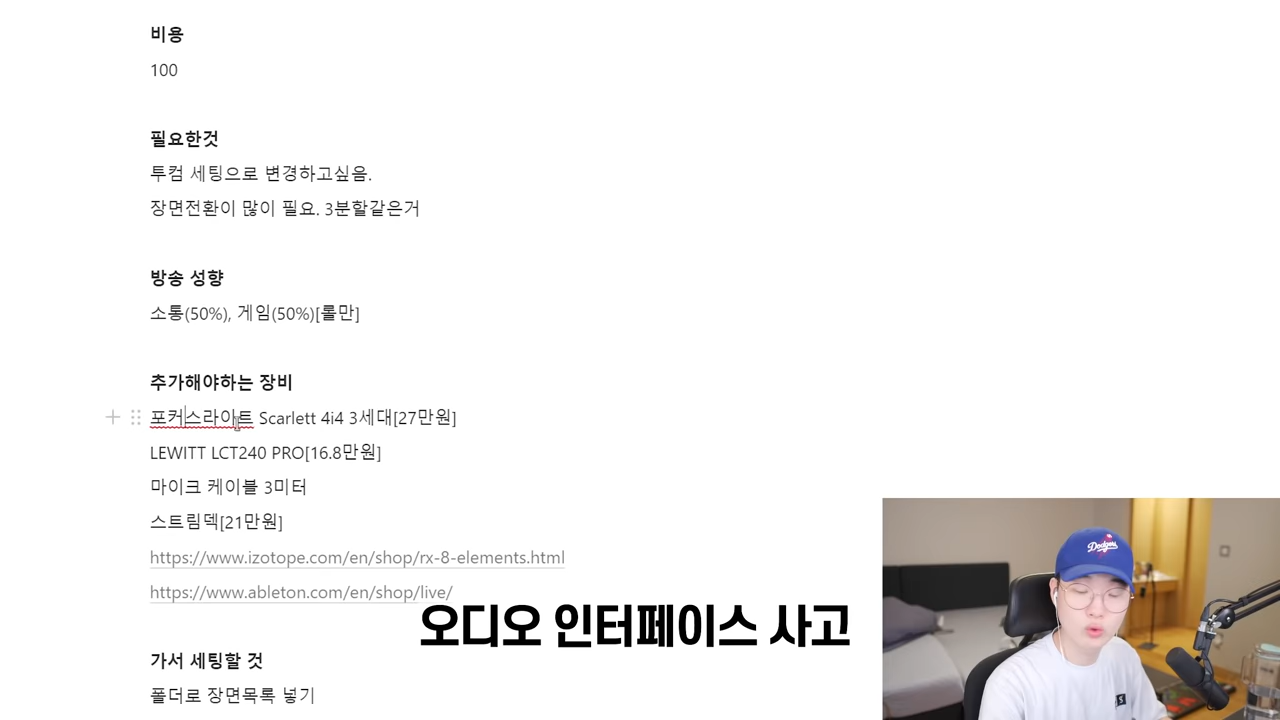 비용
100
필요한것
투컴 세팅으로 변경하고싶음.
장면전환이 많이 필요. 3분할같은거
방송 성향
소통(50%), 게임(50%)[롤만]
추가해야하는 장비
포커스라이트 Scarlett 4i4 3세대[27만원]
LEWITT LCT240 PRO[16.8만원]
마이크 케이블 3미터
스트림덱[21만원]
https://www.izotope.com/en/shop/rx-8-elements.html
https://www.ableton.com/en/shop/live/
오디오 인터페이스 사고
가서 세팅할 것
폴더로 장면목록 넣기
Dodgers